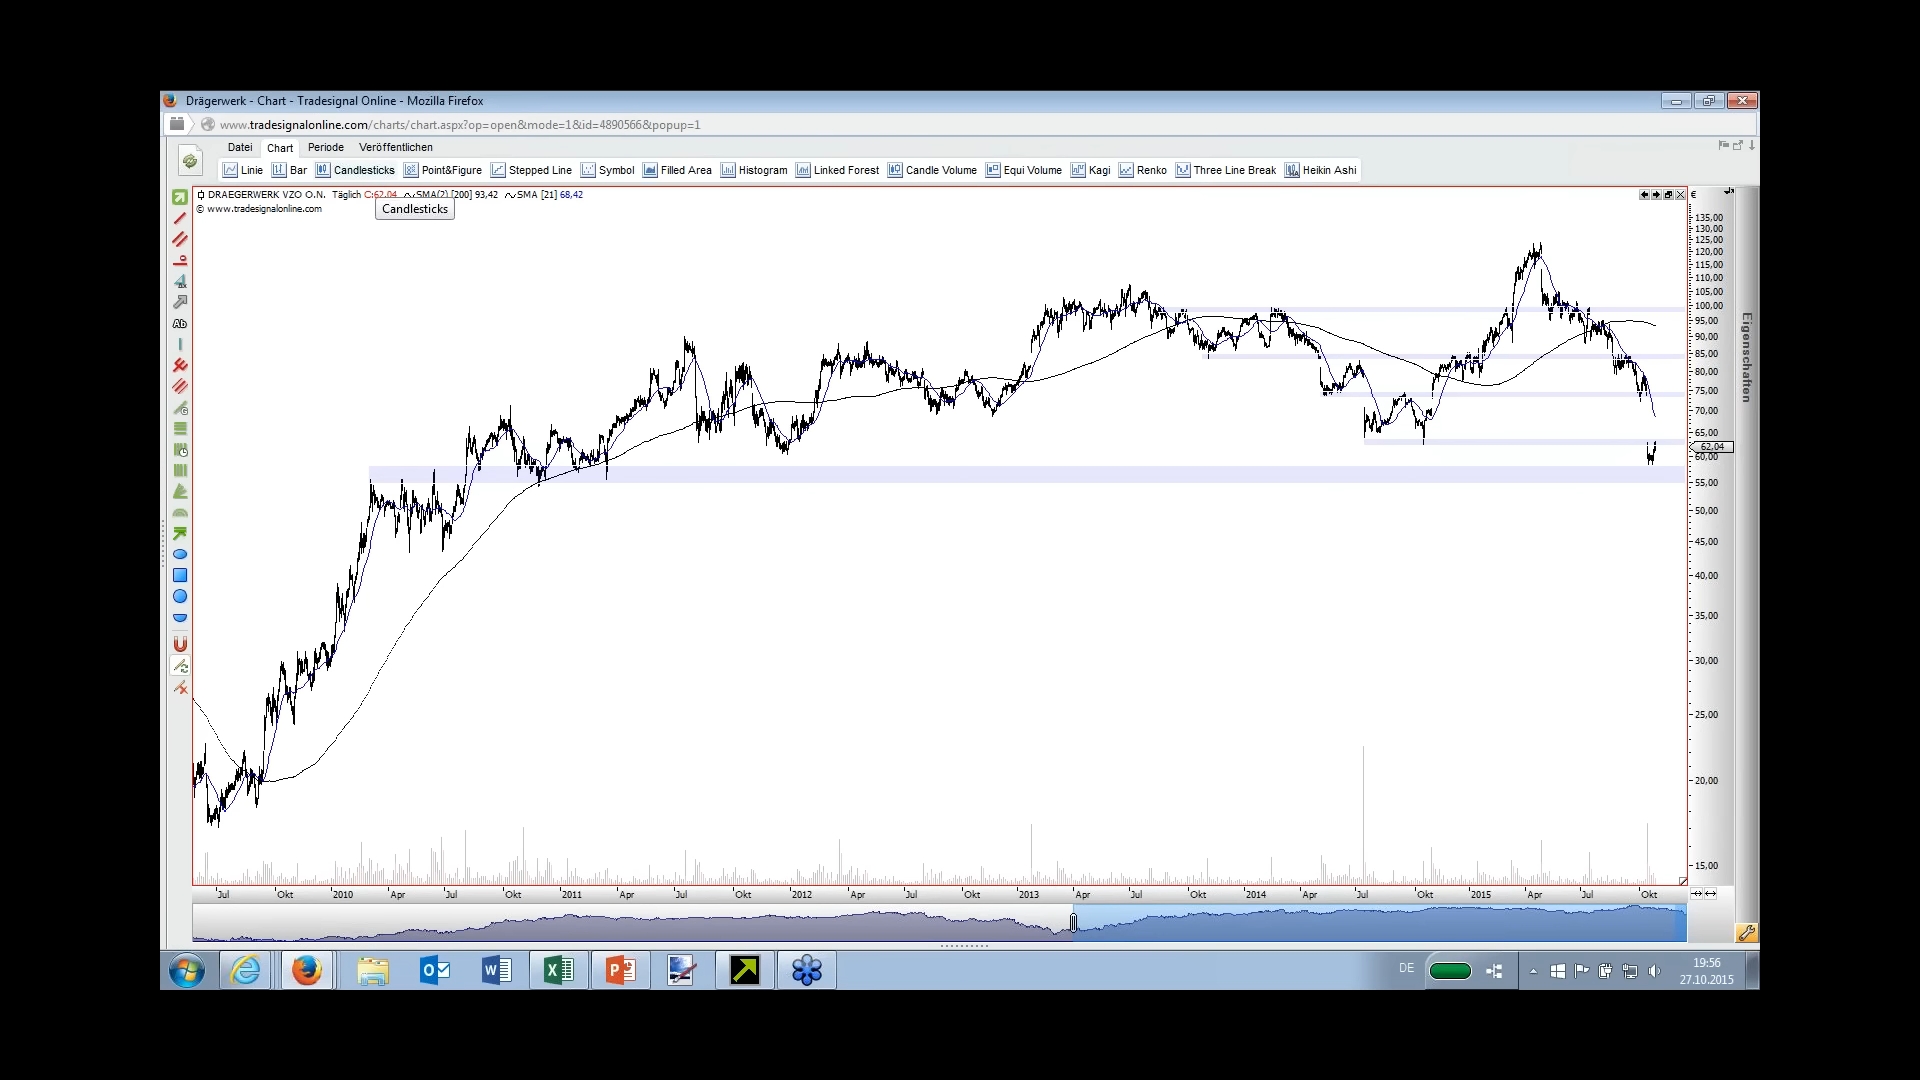 Drägerwerk - Chart - Tradesignal Online - Mozilla Firefox
www.tradesignalonline.com/charts/chart.aspx?op=open&mode=1&id=4890566&popup=1
Datei Chart Periode Veröffentlichen
Linie Bar Candlesticks Point&Figure Stepped Line Symbol Filled Area Histogram Linked Forest Candle Volume Equi Volume Kagi Renko Three Line Break Heikin Ashi
DRAEGERWERK VZO O.N. Täglich C:62,04 SMA(2) [200] 93,42 SMA [21] 68,42
© www.tradesignalonline.com
Candlesticks
€
135,00
130,00
125,00
120,00
115,00
110,00
105,00
100,00
95,00
90,00
85,00
80,00
75,00
70,00
65,00
62,04
60,00
55,00
50,00
45,00
40,00
35,00
30,00
25,00
20,00
15,00
Eigenschaften
Ab
Jul Okt 2010 Apr Jul Okt 2011 Apr Jul Okt 2012 Apr Jul Okt 2013 Apr Jul Okt 2014 Apr Jul Okt 2015 Apr Jul Okt
DE
19:56
27.10.2015